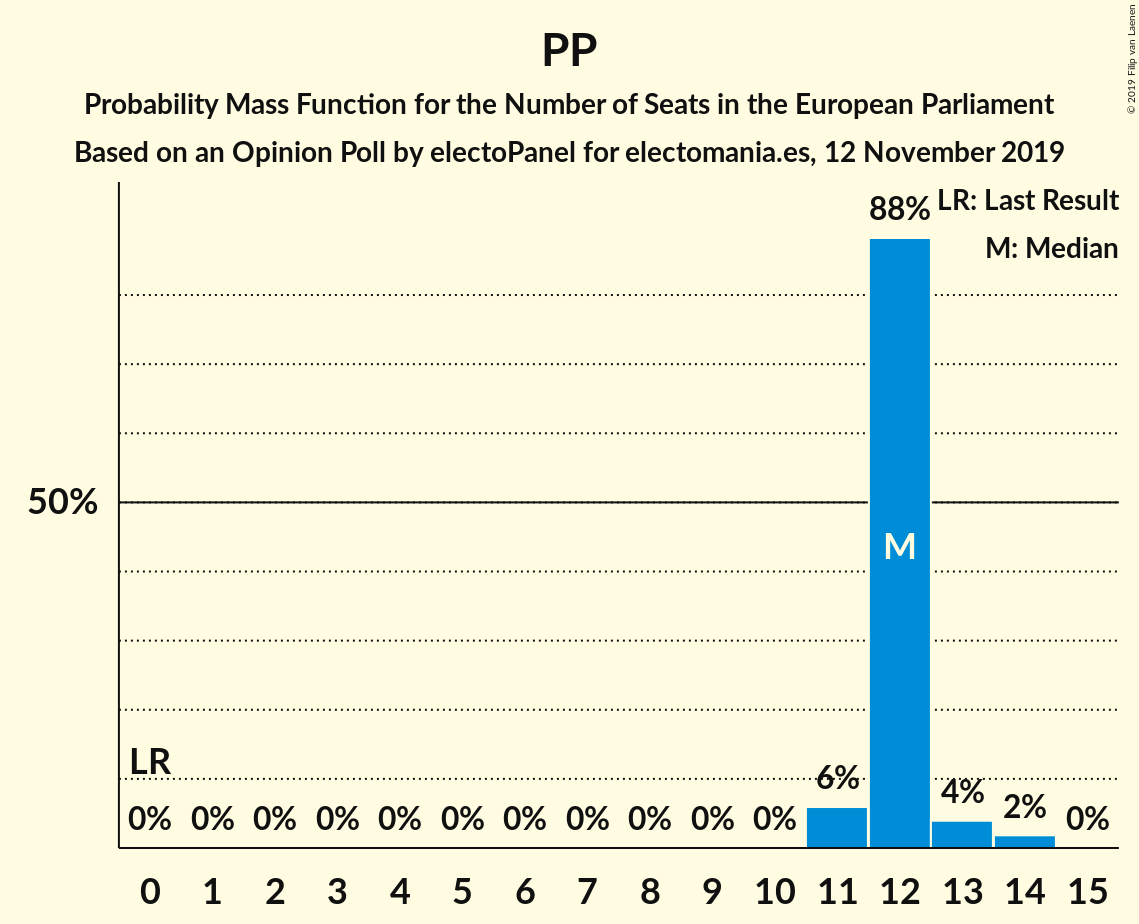 PP
Probability Mass Function for the Number of Seats in the European Parliament
Based on an Opinion Poll by electoPanel for electomania.es, 12 November 2019
© 2019 Filip van Laenen
LR: Last Result
M: Median
88%
50%
M
LR
0% 0% 0% 0% 0% 0% 0% 0% 0% 0% 0% 6% 4% 2% 0%
0 1 2 3 4 5 6 7 8 9 10 11 12 13 14 15